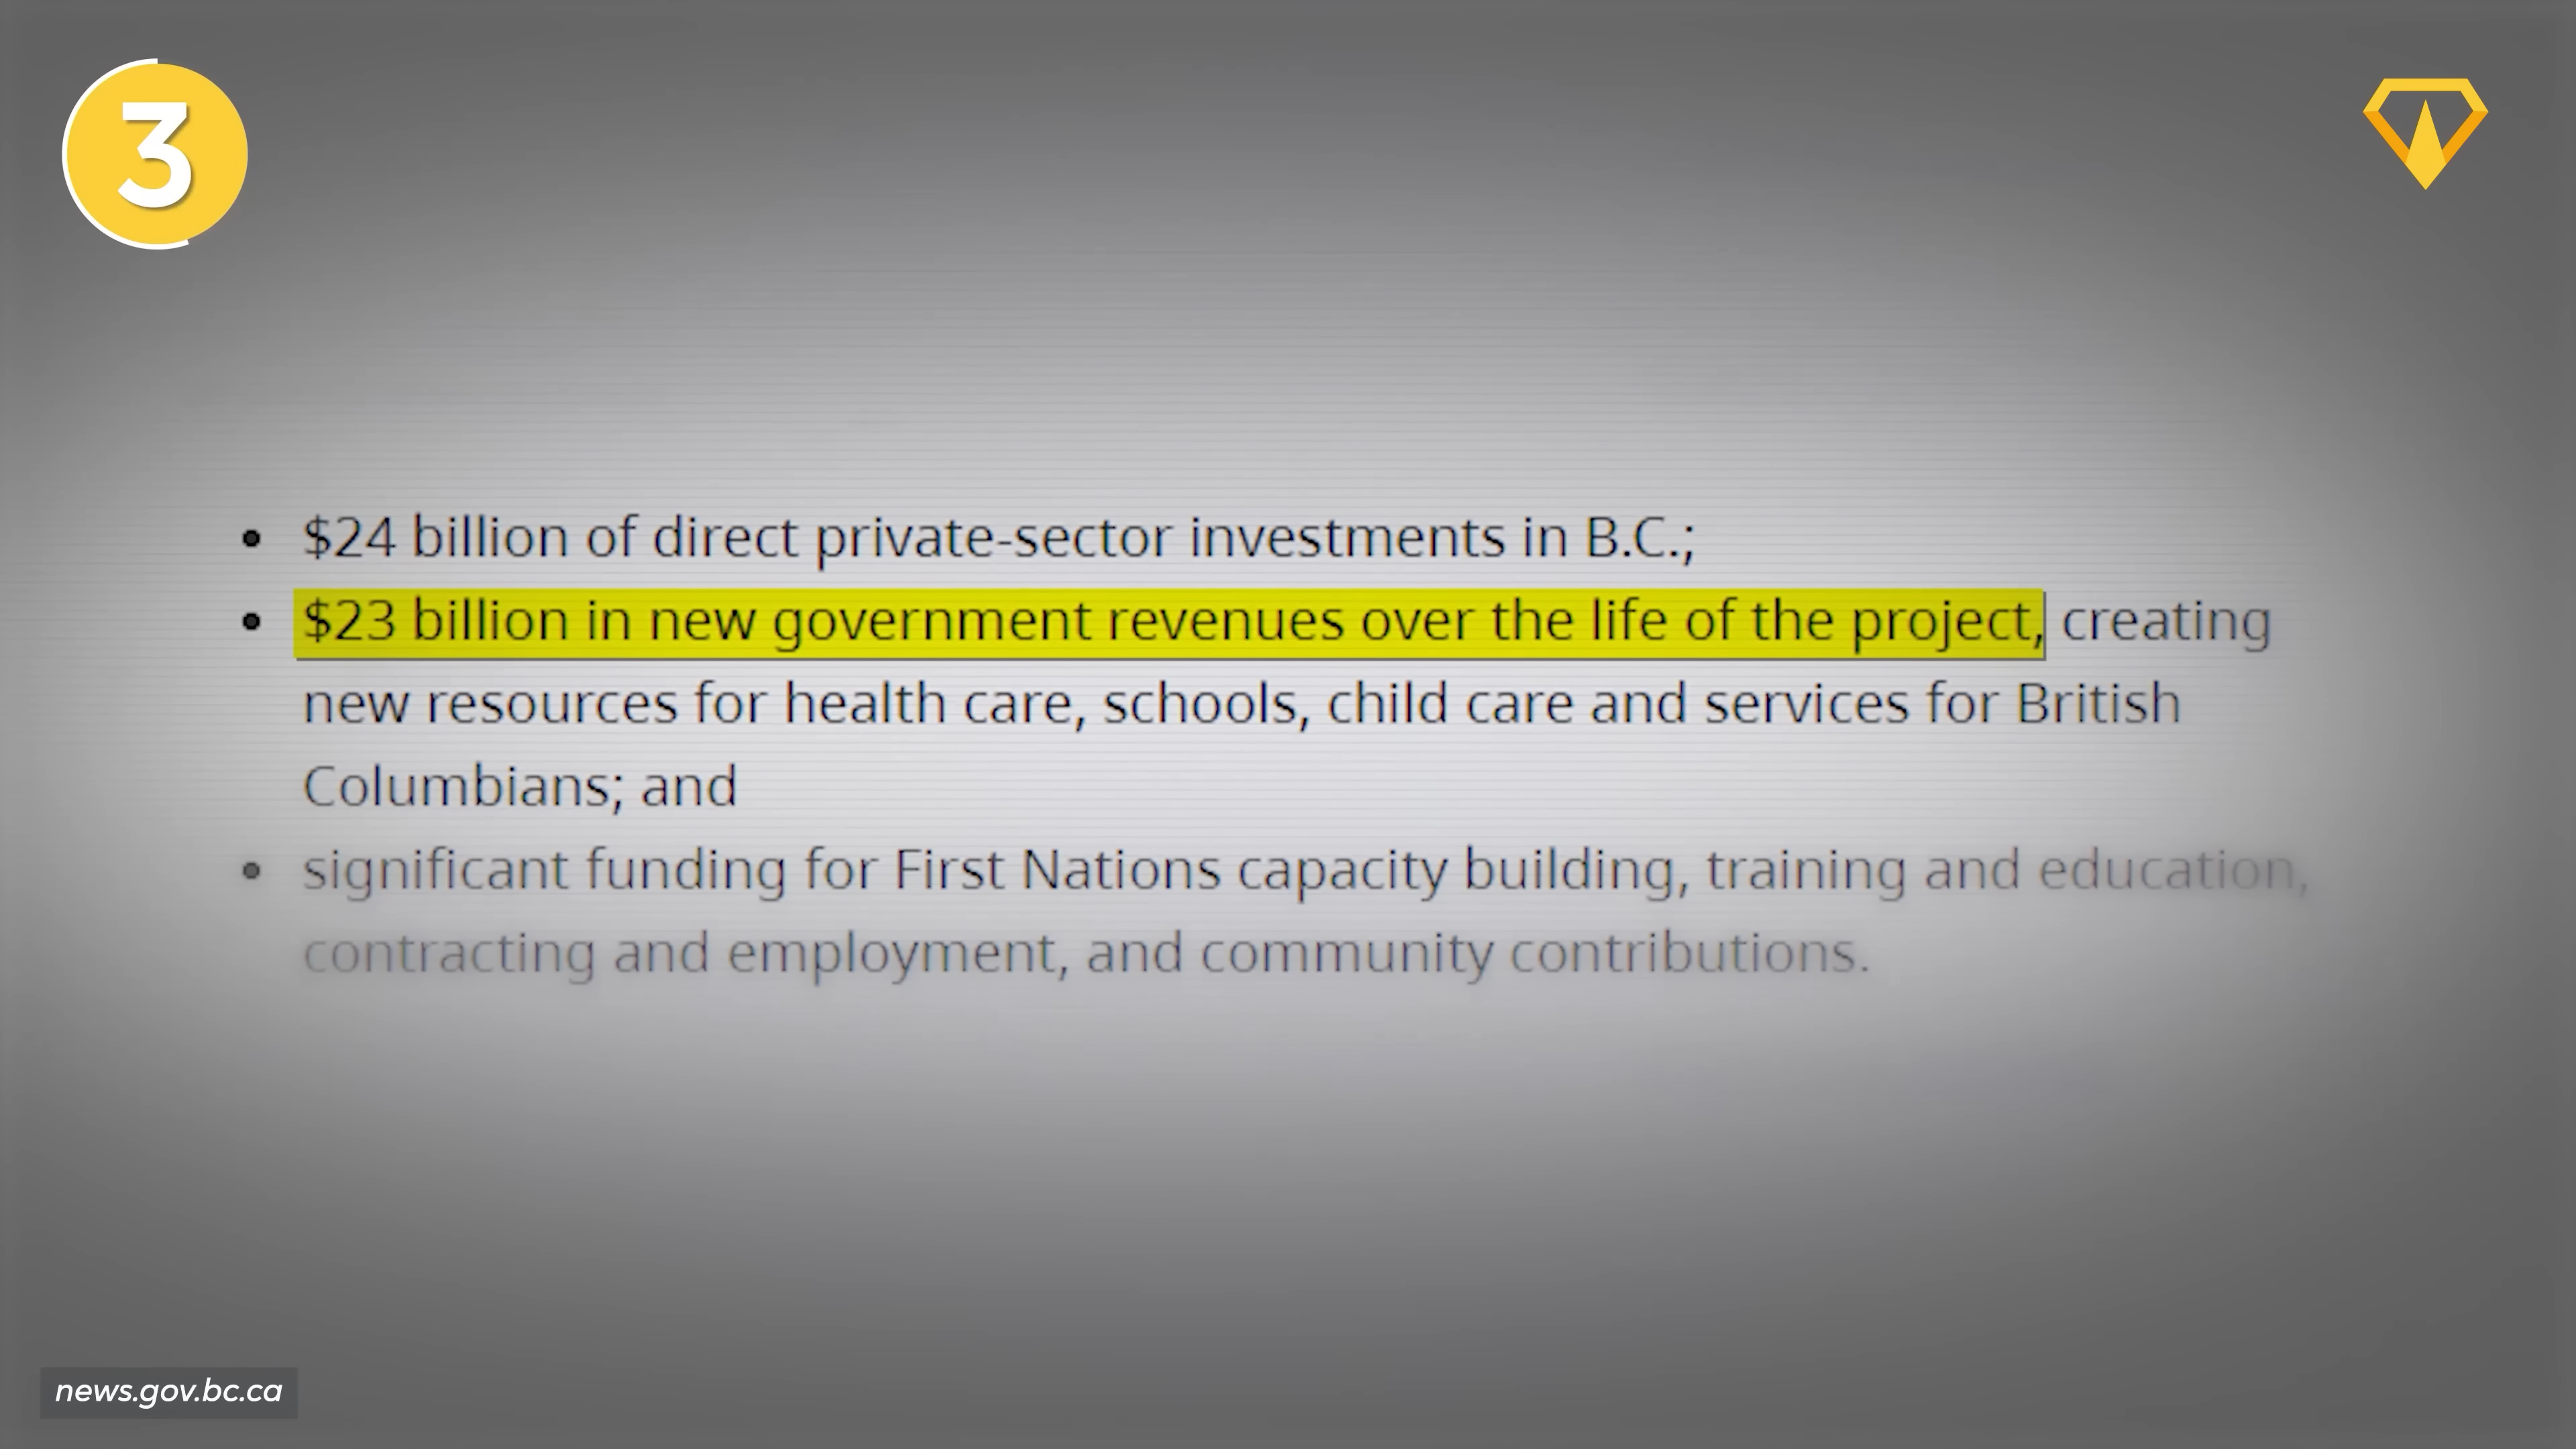 3
• $24 billion of direct private-sector investments in B.C.;
• $23 billion in new government revenues over the life of the project, creating
new resources for health care, schools, child care and services for British
Columbians; and
• significant funding for First Nations capacity building, training and education,
contracting and employment, and community contributions.
news.gov.bc.ca